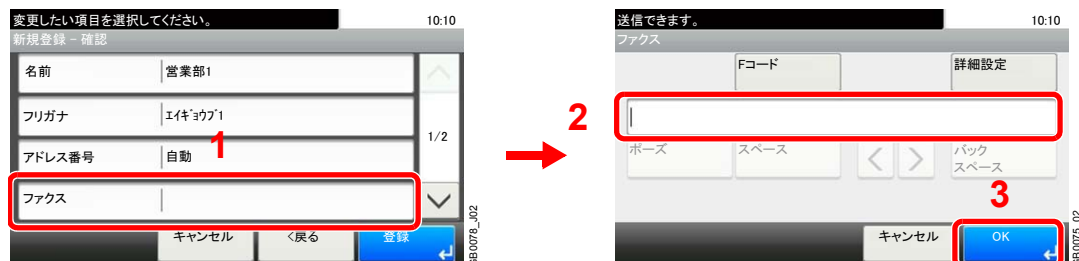 変更したい項目を選択してください。 10:10
新規登録 - 確認
名前 営業部1
フリガナ エイギョウブ1
アドレス番号 自動
ファクス
1/2
キャンセル <戻る 登録
GB0078_J02
1
送信できます。 10:10
ファクス
Fコード 詳細設定
ポーズ スペース < > バックスペース
キャンセル OK
2
3